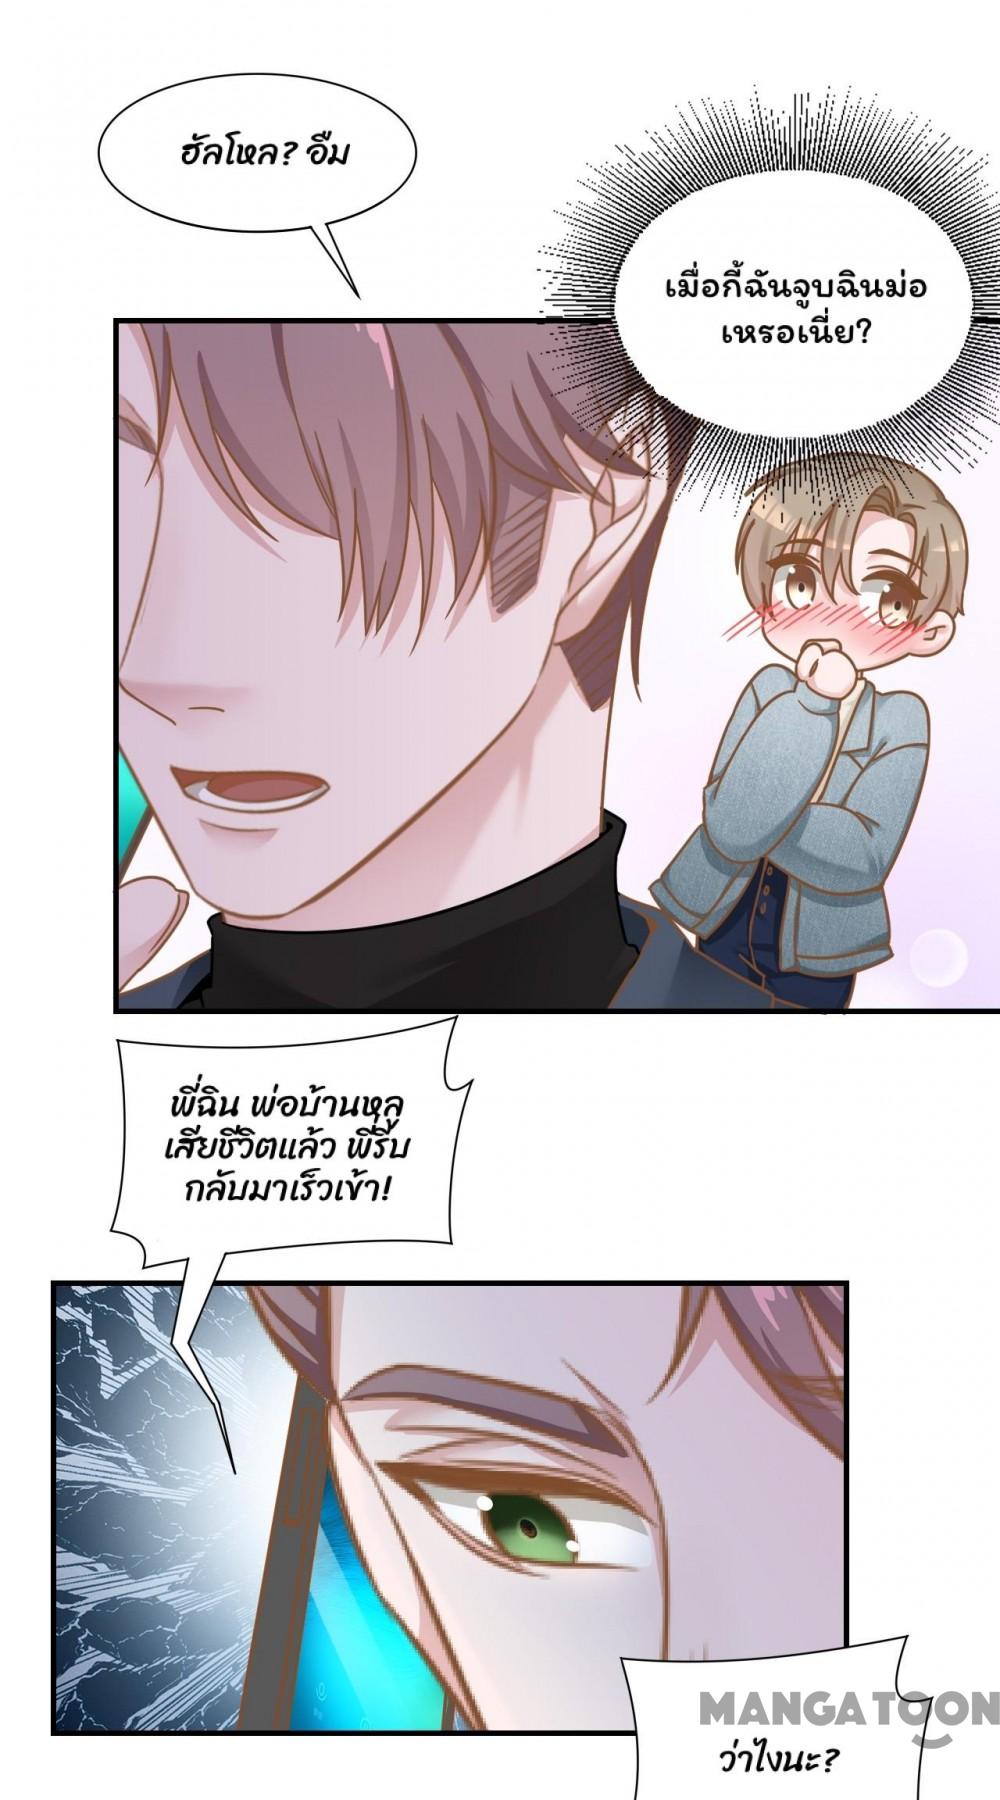 ฮัลโหล? อืม
เมื่อกี้ฉันจูบฉินม่อ
เหรอเนี่ย?
พี่ฉิน พ่อบ้านหลู
เสียชีวิตแล้ว พี่รีบ
กลับมาเร็วเข้า!
MANGATOON
ว่าไงนะ?